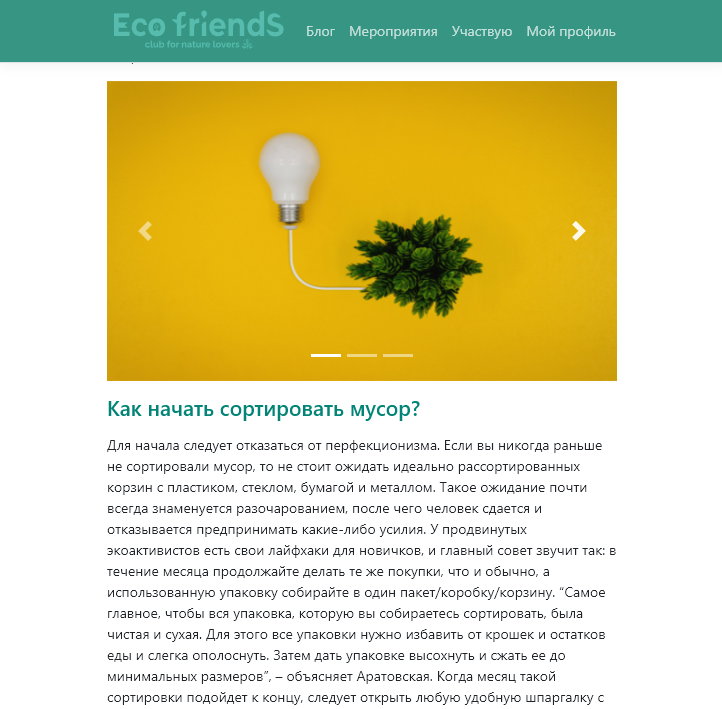 Eco friendS
club for nature lovers
Блог Мероприятия Участвую Мой профиль
Как начать сортировать мусор?
Для начала следует отказаться от перфекционизма. Если вы никогда раньше
не сортировали мусор, то не стоит ожидать идеально рассортированных
корзин с пластиком, стеклом, бумагой и металлом. Такое ожидание почти
всегда знаменуется разочарованием, после чего человек сдается и
отказывается предпринимать какие-либо усилия. У продвинутых
экоактивистов есть свои лайфхаки для новичков, и главный совет звучит так: в
течение месяца продолжайте делать те же покупки, что и обычно, а
использованную упаковку собирайте в один пакет/коробку/корзину. “Самое
главное, чтобы вся упаковка, которую вы собираетесь сортировать, была
чистая и сухая. Для этого все упаковки нужно избавить от крошек и остатков
еды и слегка ополоснуть. Затем дать упаковке высохнуть и сжать ее до
минимальных размеров”, – объясняет Аратовская. Когда месяц такой
сортировки подойдет к концу, следует открыть любую удобную шпаргалку с